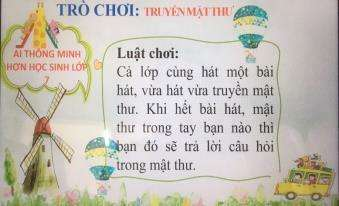 TRÒ CHƠI: TRUYỀN MẬT THƯ
AI THÔNG MINH
HƠN HỌC SINH LỚP
7
Luật chơi:
Cả lớp cùng hát một bài
hát, vừa hát vừa truyền mật
thư. Khi hết bài hát, mật
thư trong tay bạn nào thì
bạn đó sẽ trả lời câu hỏi
trong mật thư.